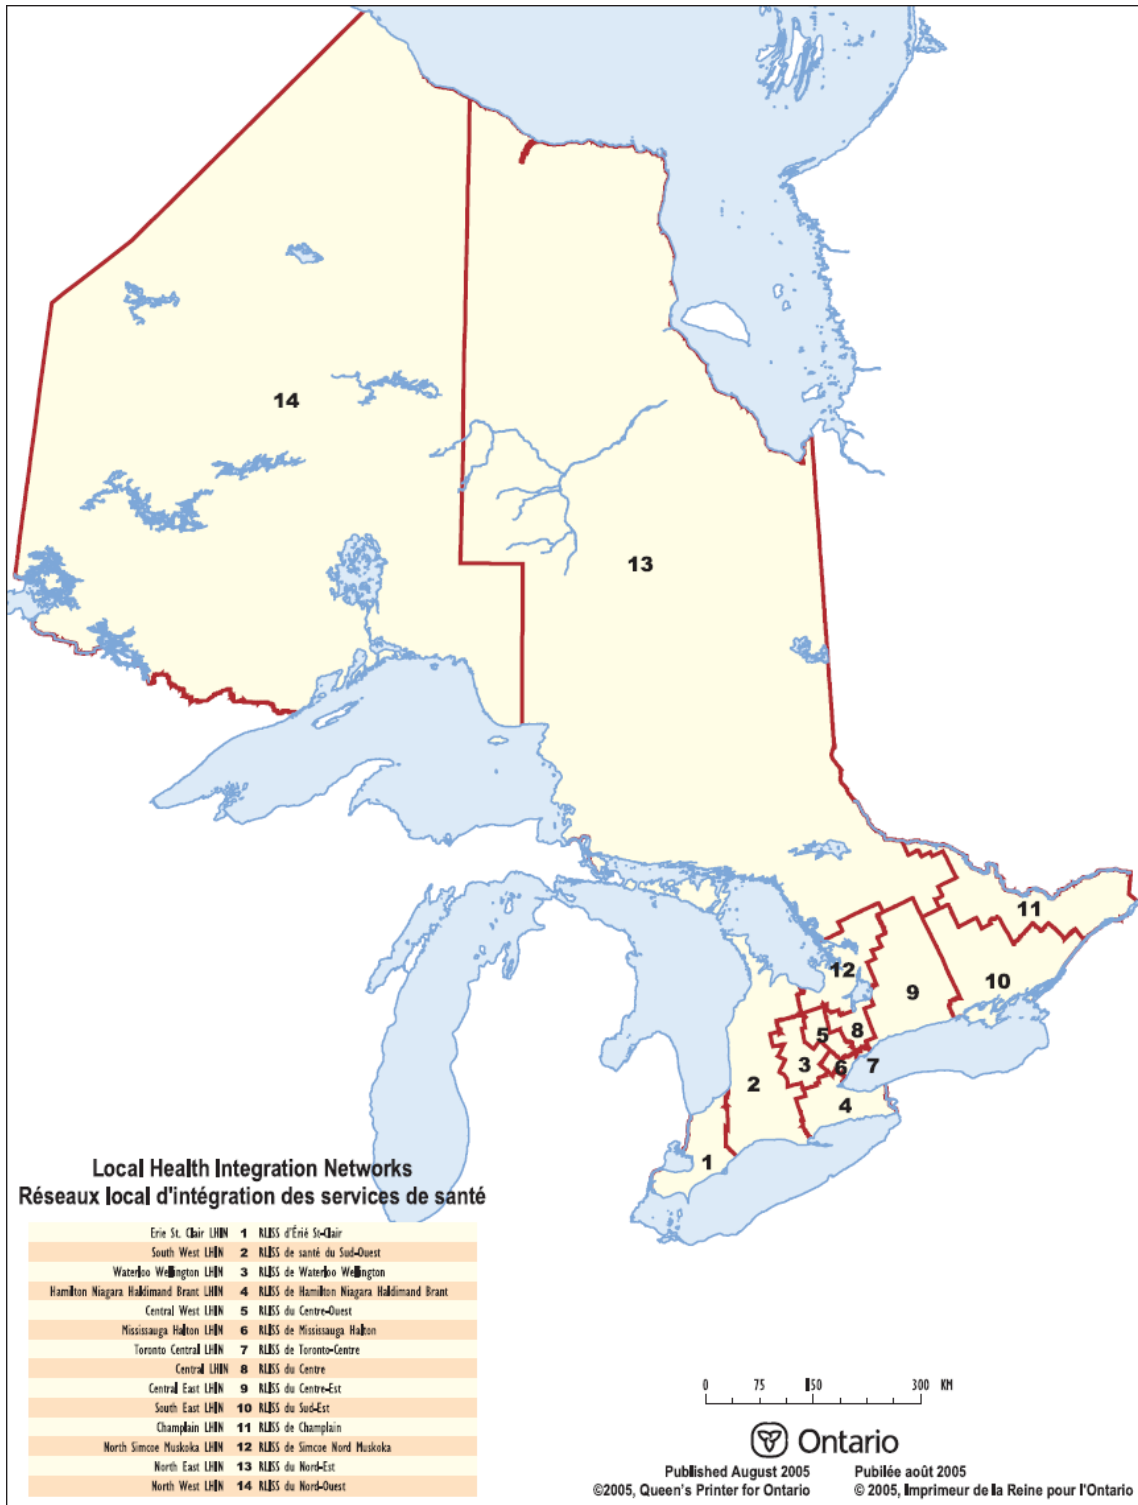 14
13
11
12
10
9
8
5
7
3
6
2
4
1
Local Health Integration Networks
Réseaux local d'intégration des services de santé
Erie St. Clair LHIN 1 RLISS d'Érié St-Clair
South West LHIN 2 RLISS de santé du Sud-Ouest
Waterloo Wellington LHIN 3 RLISS de Waterloo Wellington
Hamilton Niagara Haldimand Brant LHIN 4 RLISS de Hamilton Niagara Haldimand Brant
Central West LHIN 5 RLISS du Centre-Ouest
Mississauga Halton LHIN 6 RLISS de Mississauga Halton
Toronto Central LHIN 7 RLISS de Toronto-Centre
Central LHIN 8 RLISS du Centre
Central East LHIN 9 RLISS du Centre-Est
South East LHIN 10 RLISS du Sud-Est
Champlain LHIN 11 RLISS de Champlain
North Simcoe Muskoka LHIN 12 RLISS de Simcoe Nord Muskoka
North East LHIN 13 RLISS du Nord-Est
North West LHIN 14 RLISS du Nord-Ouest
0 75 150 300 KM
Ontario
Published August 2005 Pubilée août 2005
©2005, Queen's Printer for Ontario © 2005, Imprimeur de la Reine pour l'Ontario